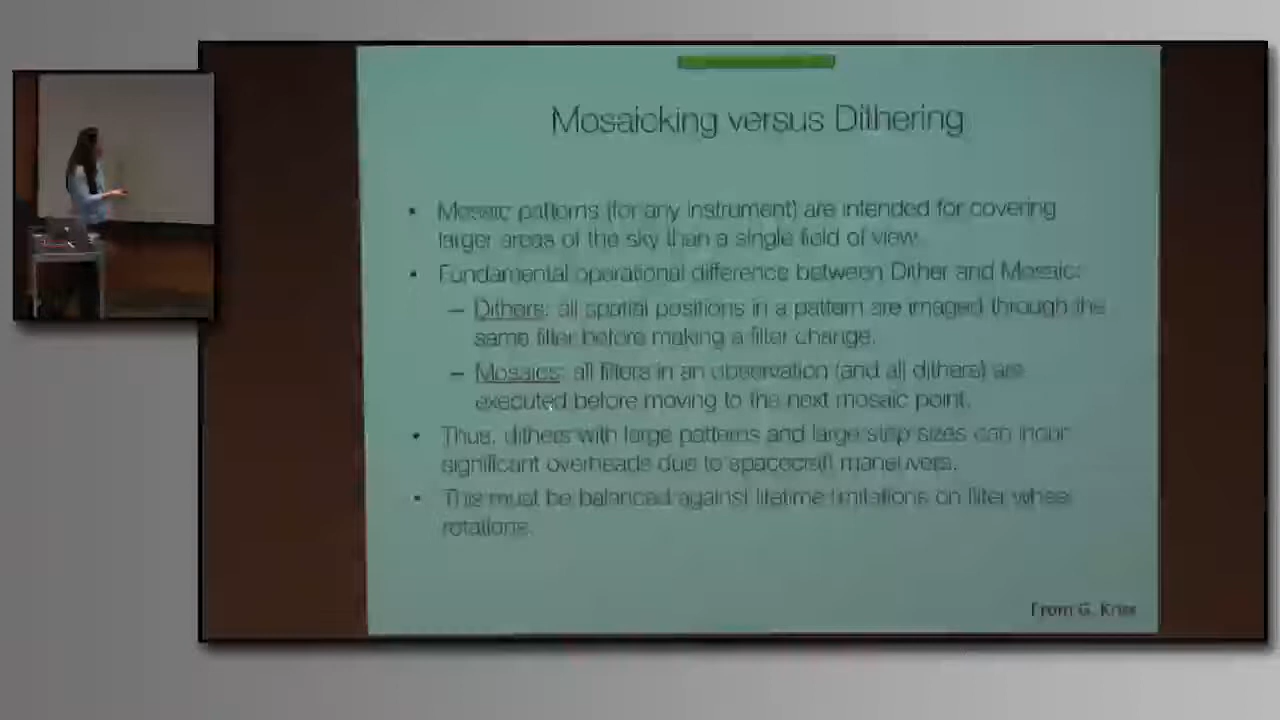 Mosaicking versus Dithering
• Mosaic patterns (for any instrument) are intended for covering
larger areas of the sky than a single field of view.
• Fundamental operational difference between Dither and Mosaic:
– Dithers: all spatial positions in a pattern are imaged through the
same filter before making a filter change.
– Mosaics: all filters in an observation (and all dithers) are
executed before moving to the next mosaic point.
• Thus, dithers with large patterns and large step sizes can incur
significant overheads due to spacecraft maneuvers.
• This must be balanced against lifetime limitations on filter wheel
rotations.
From G. Kriss